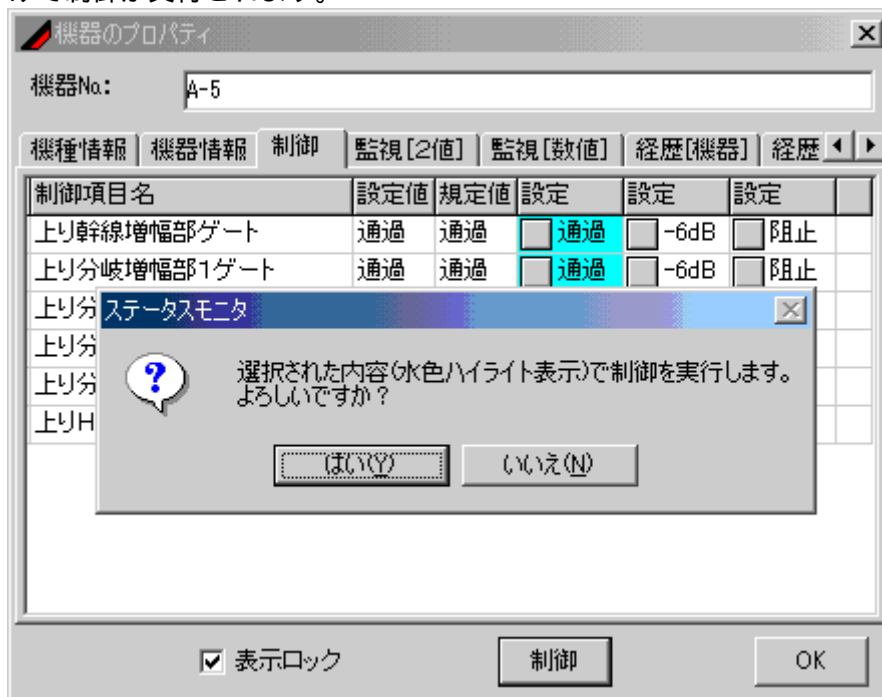 機器のプロパティ
機器No.: A-5
機種情報 機器情報 制御 監視[2値] 監視[数値] 経歴[機器] 経歴
制御項目名 設定値 規定値 設定 設定 設定
上り幹線増幅部ゲート 通過 通過 通過 -6dB 阻止
上り分岐増幅部1ゲート 通過 通過 通過 -6dB 阻止
上り分
上り分
上り分
上りH
ステータスモニタ
選択された内容(水色ハイライト表示)で制御を実行します。
よろしいですか?
はい(Y) いいえ(N)
表示ロック 制御 OK